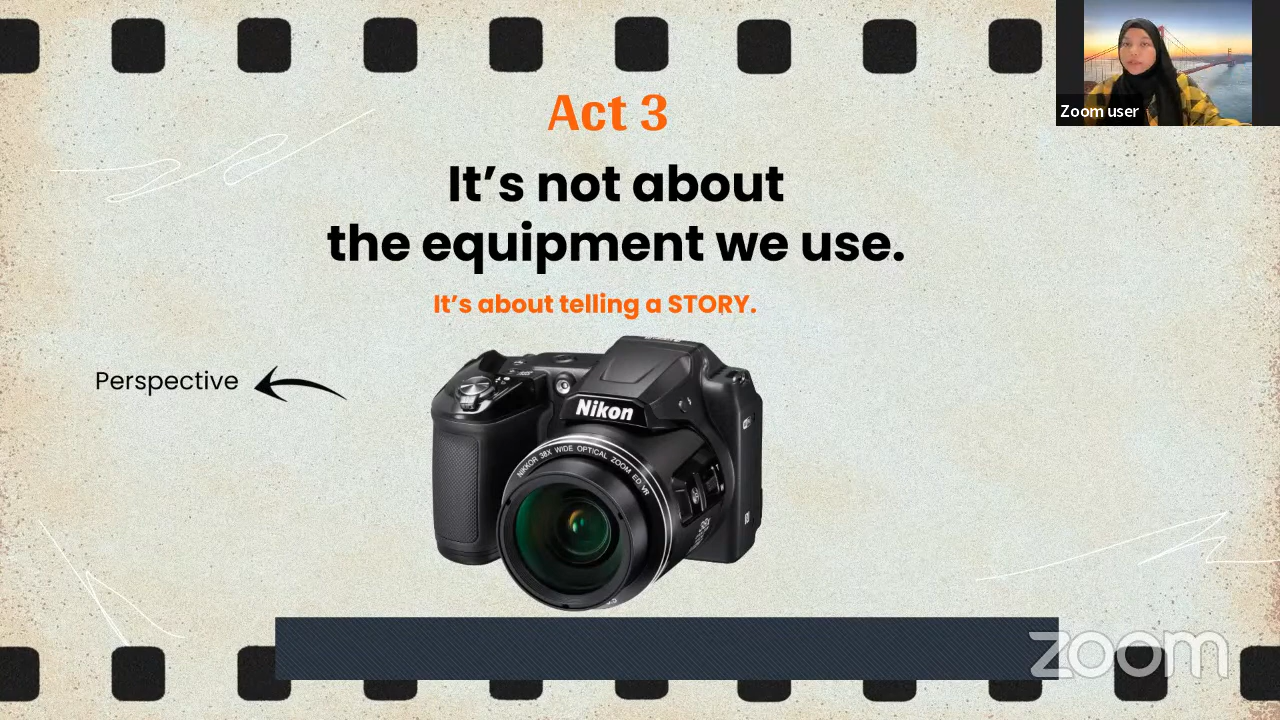 Zoom user
Act 3
It’s not about
the equipment we use.
It’s about telling a STORY.
Perspective
Nikon
NIKKOR 38X WIDE OPTICAL ZOOM ED VR
zoom